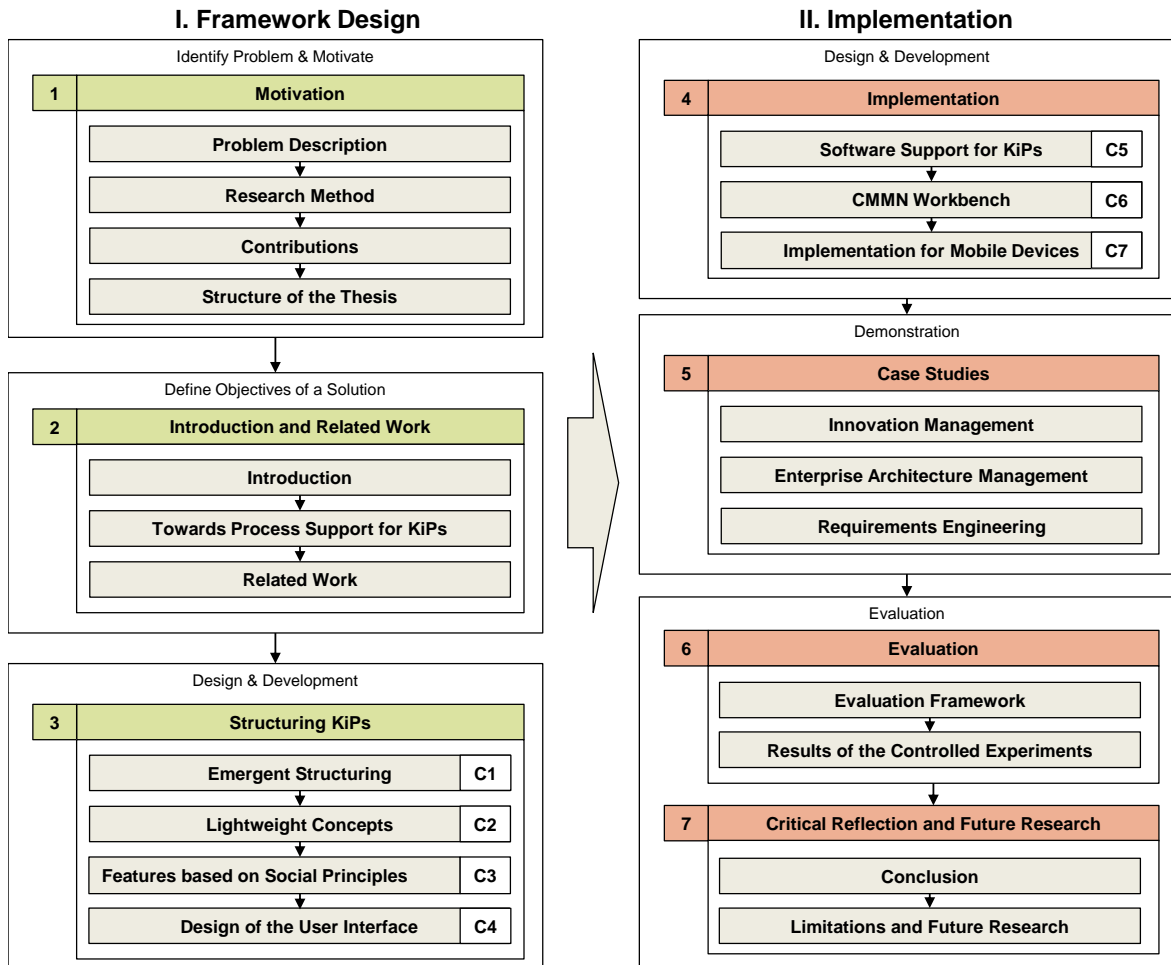 I. Framework Design
Identify Problem & Motivate
1 Motivation
Problem Description
Research Method
Contributions
Structure of the Thesis
Define Objectives of a Solution
2 Introduction and Related Work
Introduction
Towards Process Support for KiPs
Related Work
Design & Development
3 Structuring KiPs
Emergent Structuring C1
Lightweight Concepts C2
Features based on Social Principles C3
Design of the User Interface C4
II. Implementation
Design & Development
4 Implementation
Software Support for KiPs C5
CMMN Workbench C6
Implementation for Mobile Devices C7
Demonstration
5 Case Studies
Innovation Management
Enterprise Architecture Management
Requirements Engineering
Evaluation
6 Evaluation
Evaluation Framework
Results of the Controlled Experiments
7 Critical Reflection and Future Research
Conclusion
Limitations and Future Research